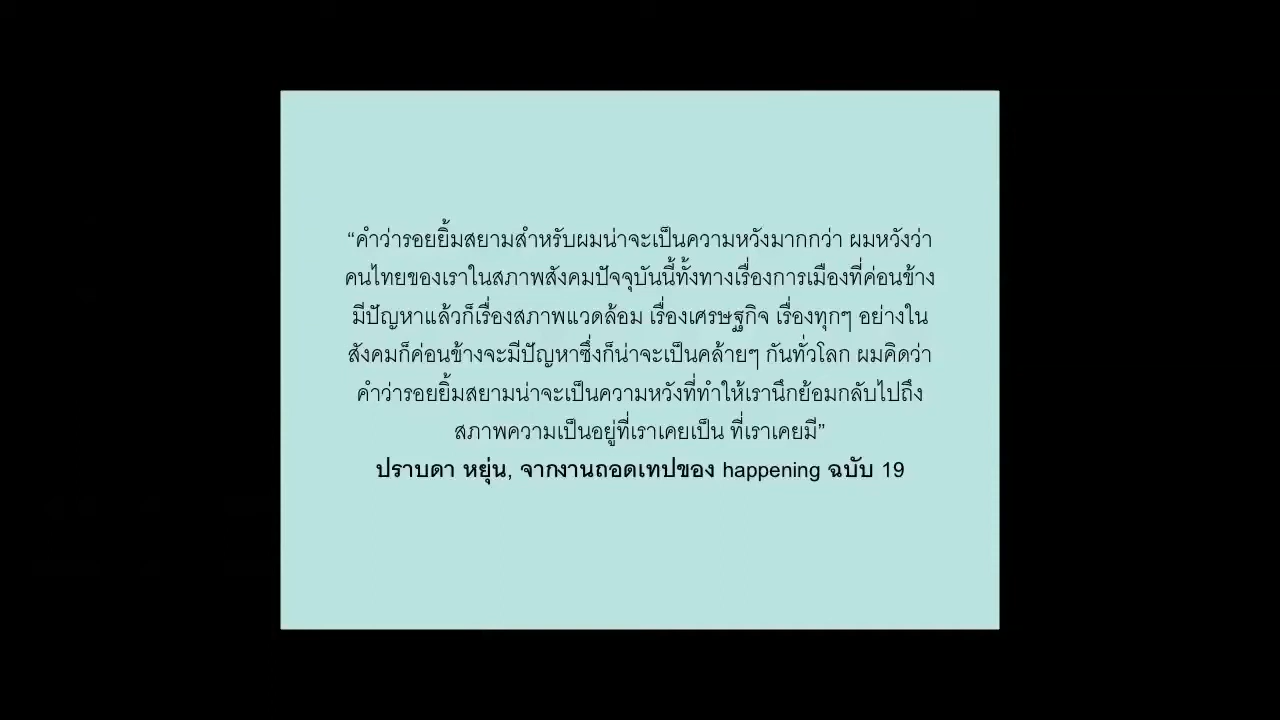 “คำว่ารอยยิ้มสยามสำหรับผมน่าจะเป็นความหวังมากกว่า ผมหวังว่า
คนไทยของเราในสภาพสังคมปัจจุบันนี้ทั้งทางเรื่องการเมืองที่ค่อนข้าง
มีปัญหาแล้วก็เรื่องสภาพแวดล้อม เรื่องเศรษฐกิจ เรื่องทุกๆ อย่างใน
สังคมก็ค่อนข้างจะมีปัญหาซึ่งก็น่าจะเป็นคล้ายๆ กันทั่วโลก ผมคิดว่า
คำว่ารอยยิ้มสยามน่าจะเป็นความหวังที่ทำให้เรานึกย้อมกลับไปถึง
สภาพความเป็นอยู่ที่เราเคยเป็น ที่เราเคยมี”
ปราบดา หยุ่น, จากงานถอดเทปของ happening ฉบับ 19